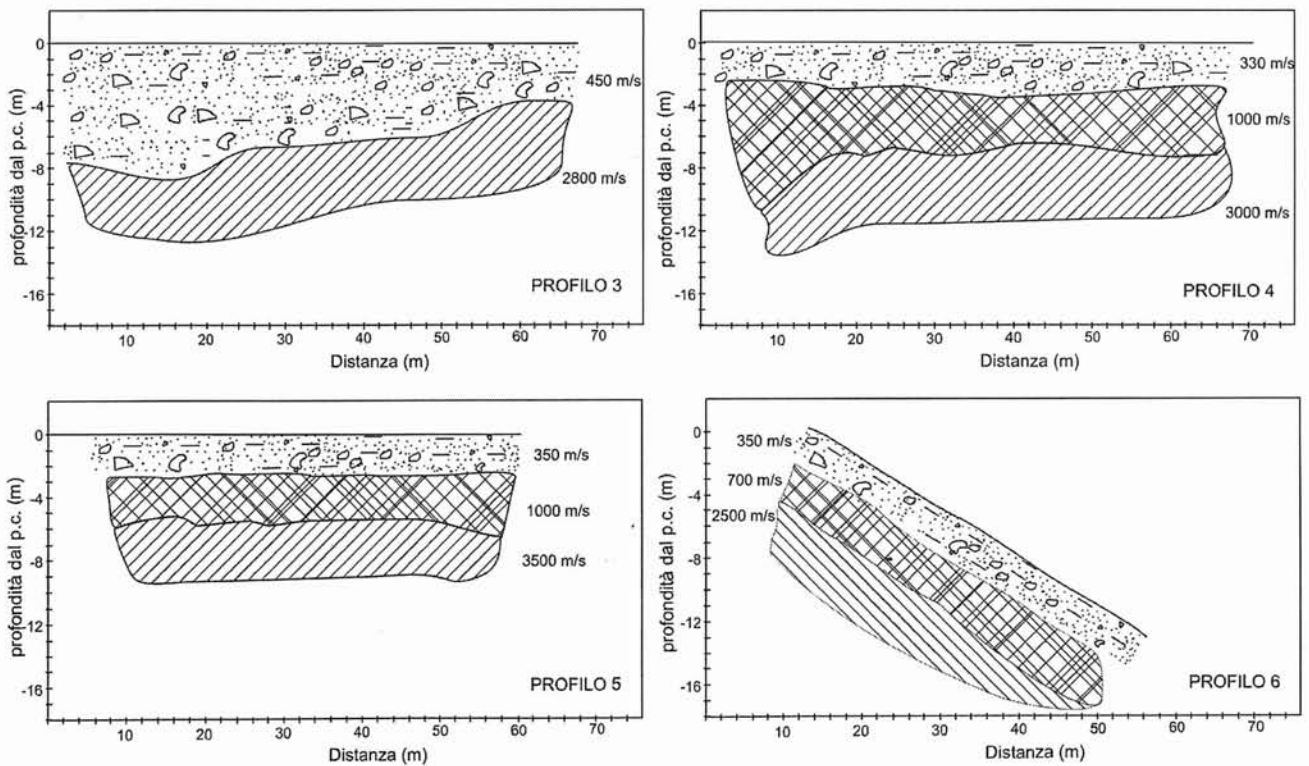 0
-4
-8
-12
-16
profondità dal p.c. (m)
450 m/s
2800 m/s
PROFILO 3
10 20 30 40 50 60 70
Distanza (m)
0
-4
-8
-12
-16
profondità dal p.c. (m)
330 m/s
1000 m/s
3000 m/s
PROFILO 4
10 20 30 40 50 60 70
Distanza (m)
0
-4
-8
-12
-16
profondità dal p.c. (m)
350 m/s
1000 m/s
3500 m/s
PROFILO 5
10 20 30 40 50 60 70
Distanza (m)
0
-4
-8
-12
-16
profondità dal p.c. (m)
350 m/s
700 m/s
2500 m/s
PROFILO 6
10 20 30 40 50 60 70
Distanza (m)